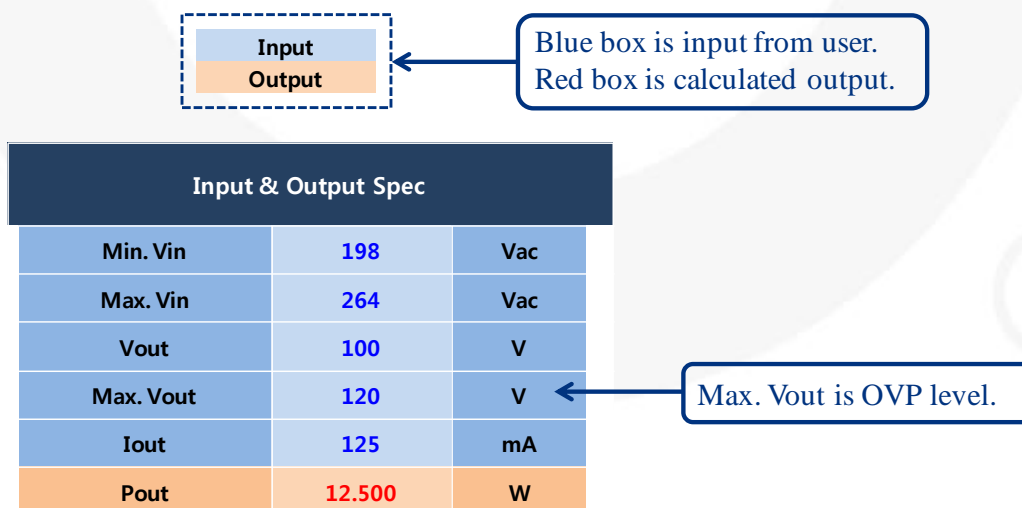 Input
Output
Blue box is input from user.
Red box is calculated output.
Input & Output Spec
Min. Vin 198 Vac
Max. Vin 264 Vac
Vout 100 V
Max. Vout 120 V
Max. Vout is OVP level.
Iout 125 mA
Pout 12.500 W